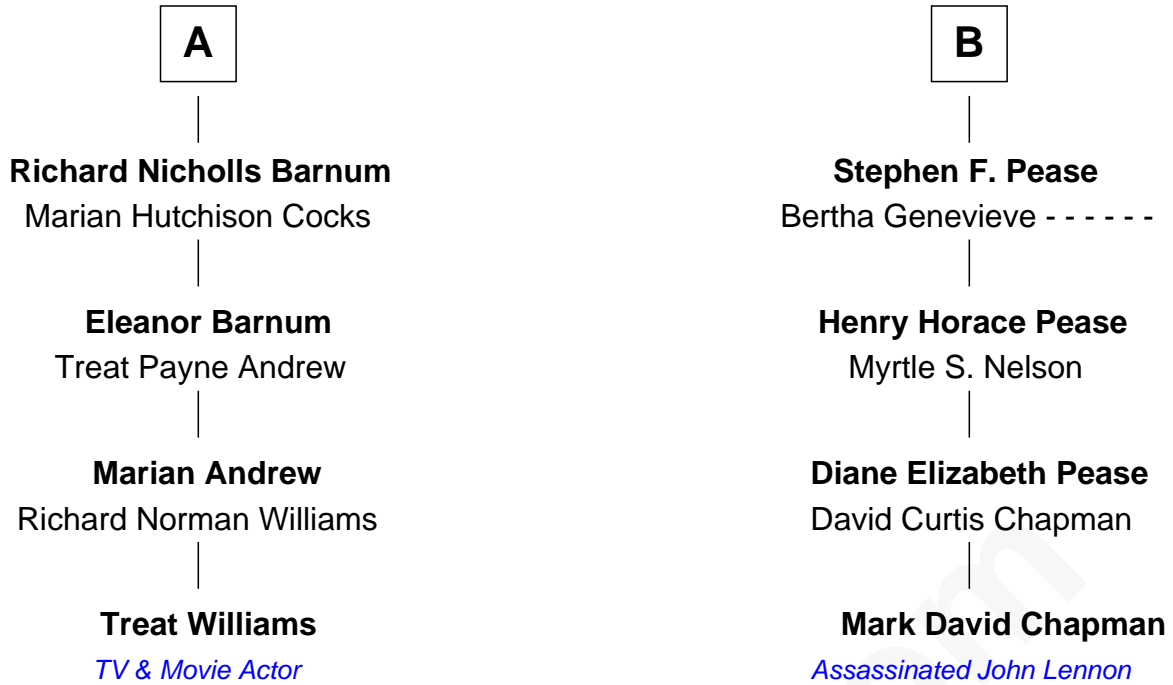 A
Richard Nicholls Barnum
Marian Hutchison Cocks
Eleanor Barnum
Treat Payne Andrew
Marian Andrew
Richard Norman Williams
Treat Williams
TV & Movie Actor
B
Stephen F. Pease
Bertha Genevieve - - - - - -
Henry Horace Pease
Myrtle S. Nelson
Diane Elizabeth Pease
David Curtis Chapman
Mark David Chapman
Assassinated John Lennon